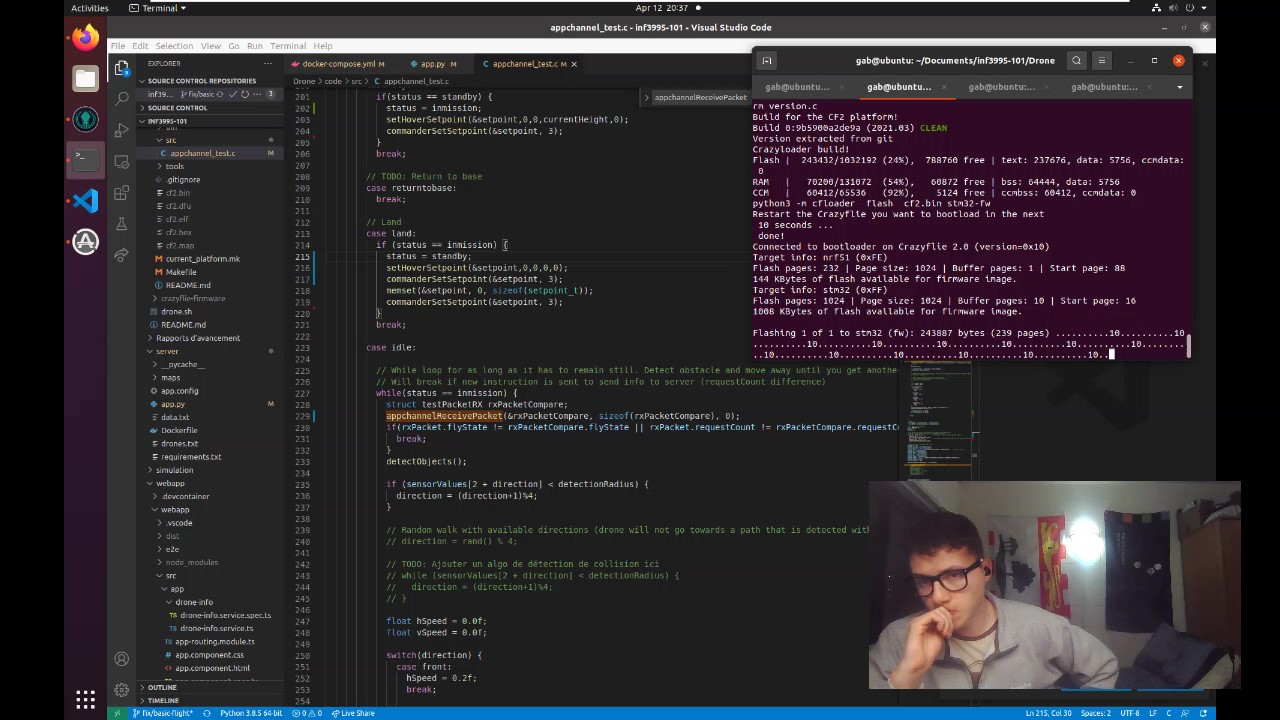 Activities
Terminal
Apr 12 20:37
appchannel_test.c - inf3995-101 - Visual Studio Code
File Edit Selection View Go Run Terminal Help
EXPLORER
SOURCE CONTROL REPOSITORIES
inf39... fix/basic... 3
SOURCE CONTROL
INF3995-101
bin
src
appchannel_test.c M
tools
.gitignore
cf2.bin
cf2.dfu
cf2.elf
cf2.hex
cf2.map
current_platform.mk
Makefile
README.md
crazyflie-firmware
drone.sh
README.md
Rapports d'avancement
server
__pycache__
maps
app.config
app.py M
data.txt
Dockerfile
drones.txt
requirements.txt
simulation
webapp
.devcontainer
webapp
.vscode
dist
e2e
node_modules
src
app
drone-info
drone-info.service.spec.ts
drone-info.service.ts
app-routing.module.ts
app.component.css
app.component.html
OUTLINE
TIMELINE
docker-compose.yml M
app.py M
appchannel_test.c M
Drone > code > src > appchannel_test.c
appchannelReceivePacket
201 if(status == standby) {
202 status = inmission;
203 setHoverSetpoint(&setpoint,0,0,currentHeight,0);
204 commanderSetSetpoint(&setpoint, 3);
205 }
206 break;
207
208 // TODO: Return to base
209 case returntobase:
210 break;
211
212 // Land
213 case land:
214 if (status == inmission) {
215 status = standby;
216 setHoverSetpoint(&setpoint,0,0,0,0);
217 commanderSetSetpoint(&setpoint, 3);
218 memset(&setpoint, 0, sizeof(setpoint_t));
219 commanderSetSetpoint(&setpoint, 3);
220 }
221 break;
222
223 case idle:
224
225 // While loop for as long as it has to remain still. Detect obstacle and move away until you get anothe
226 // Will break if new instruction is sent to send info to server (requestCount difference)
227 while(status == inmission) {
228 struct testPacketRX rxPacketCompare;
229 appchannelReceivePacket(&rxPacketCompare, sizeof(rxPacketCompare), 0);
230 if(rxPacket.flyState != rxPacketCompare.flyState || rxPacket.requestCount != rxPacketCompare.requestC
231 break;
232 }
233 detectObjects();
234
235 if (sensorValues[2 + direction] < detectionRadius) {
236 direction = (direction+1)%4;
237 }
238
239 // Random walk with available directions (drone will not go towards a path that is detected wit
240 // direction = rand() % 4;
241
242 // TODO: Ajouter un algo de détection de collision ici
243 // while (sensorValues[2 + direction] < detectionRadius) {
244 // direction = (direction+1)%4;
245 // }
246
247 float hSpeed = 0.0f;
248 float vSpeed = 0.0f;
249
250 switch(direction) {
251 case front:
252 hSpeed = 0.2f;
253 break;
254
gab@ubuntu: ~/Documents/inf3995-101/Drone
gab@ubuntu... gab@ubuntu... gab@ubuntu:... gab@ubuntu:...
rm version.c
Build for the CF2 platform!
Build 0:9b5900a2de9a (2021.03) CLEAN
Version extracted from git
Crazyloader build!
Flash | 243432/1032192 (24%), 788760 free | text: 237676, data: 5756, ccmdata:
0
RAM | 70200/131072 (54%), 60872 free | bss: 64444, data: 5756
CCM | 60412/65536 (92%), 5124 free | ccmbss: 60412, ccmdata: 0
python3 -m cfloader flash cf2.bin stm32-fw
Restart the Crazyflie you want to bootload in the next
10 seconds ...
done!
Connected to bootloader on Crazyflie 2.0 (version=0x10)
Target info: nrf51 (0xFE)
Flash pages: 232 | Page size: 1024 | Buffer pages: 1 | Start page: 88
144 KBytes of flash available for firmware image.
Target info: stm32 (0xFF)
Flash pages: 1024 | Page size: 1024 | Buffer pages: 10 | Start page: 16
1008 KBytes of flash available for firmware image.
Flashing 1 of 1 to stm32 (fw): 243887 bytes (239 pages) ..........10..........10
..........10..........10..........10..........10..........10..........10.......
...10..........10..........10..........10..........10..........10..
fix/basic-flight*
Python 3.8.5 64-bit
0 0
Live Share
Ln 215, Col 30
Spaces: 2
UTF-8
LF
C